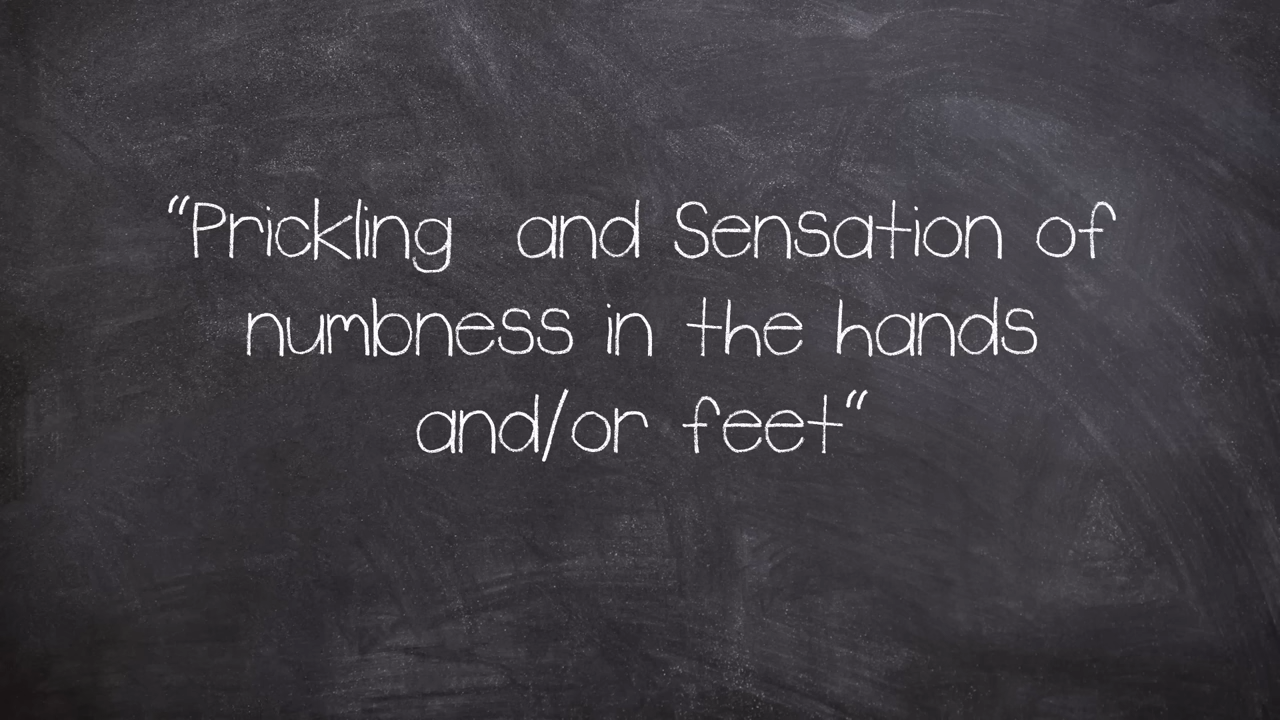 “Prickling  and Sensation of
numbness in the hands
and/or feet“